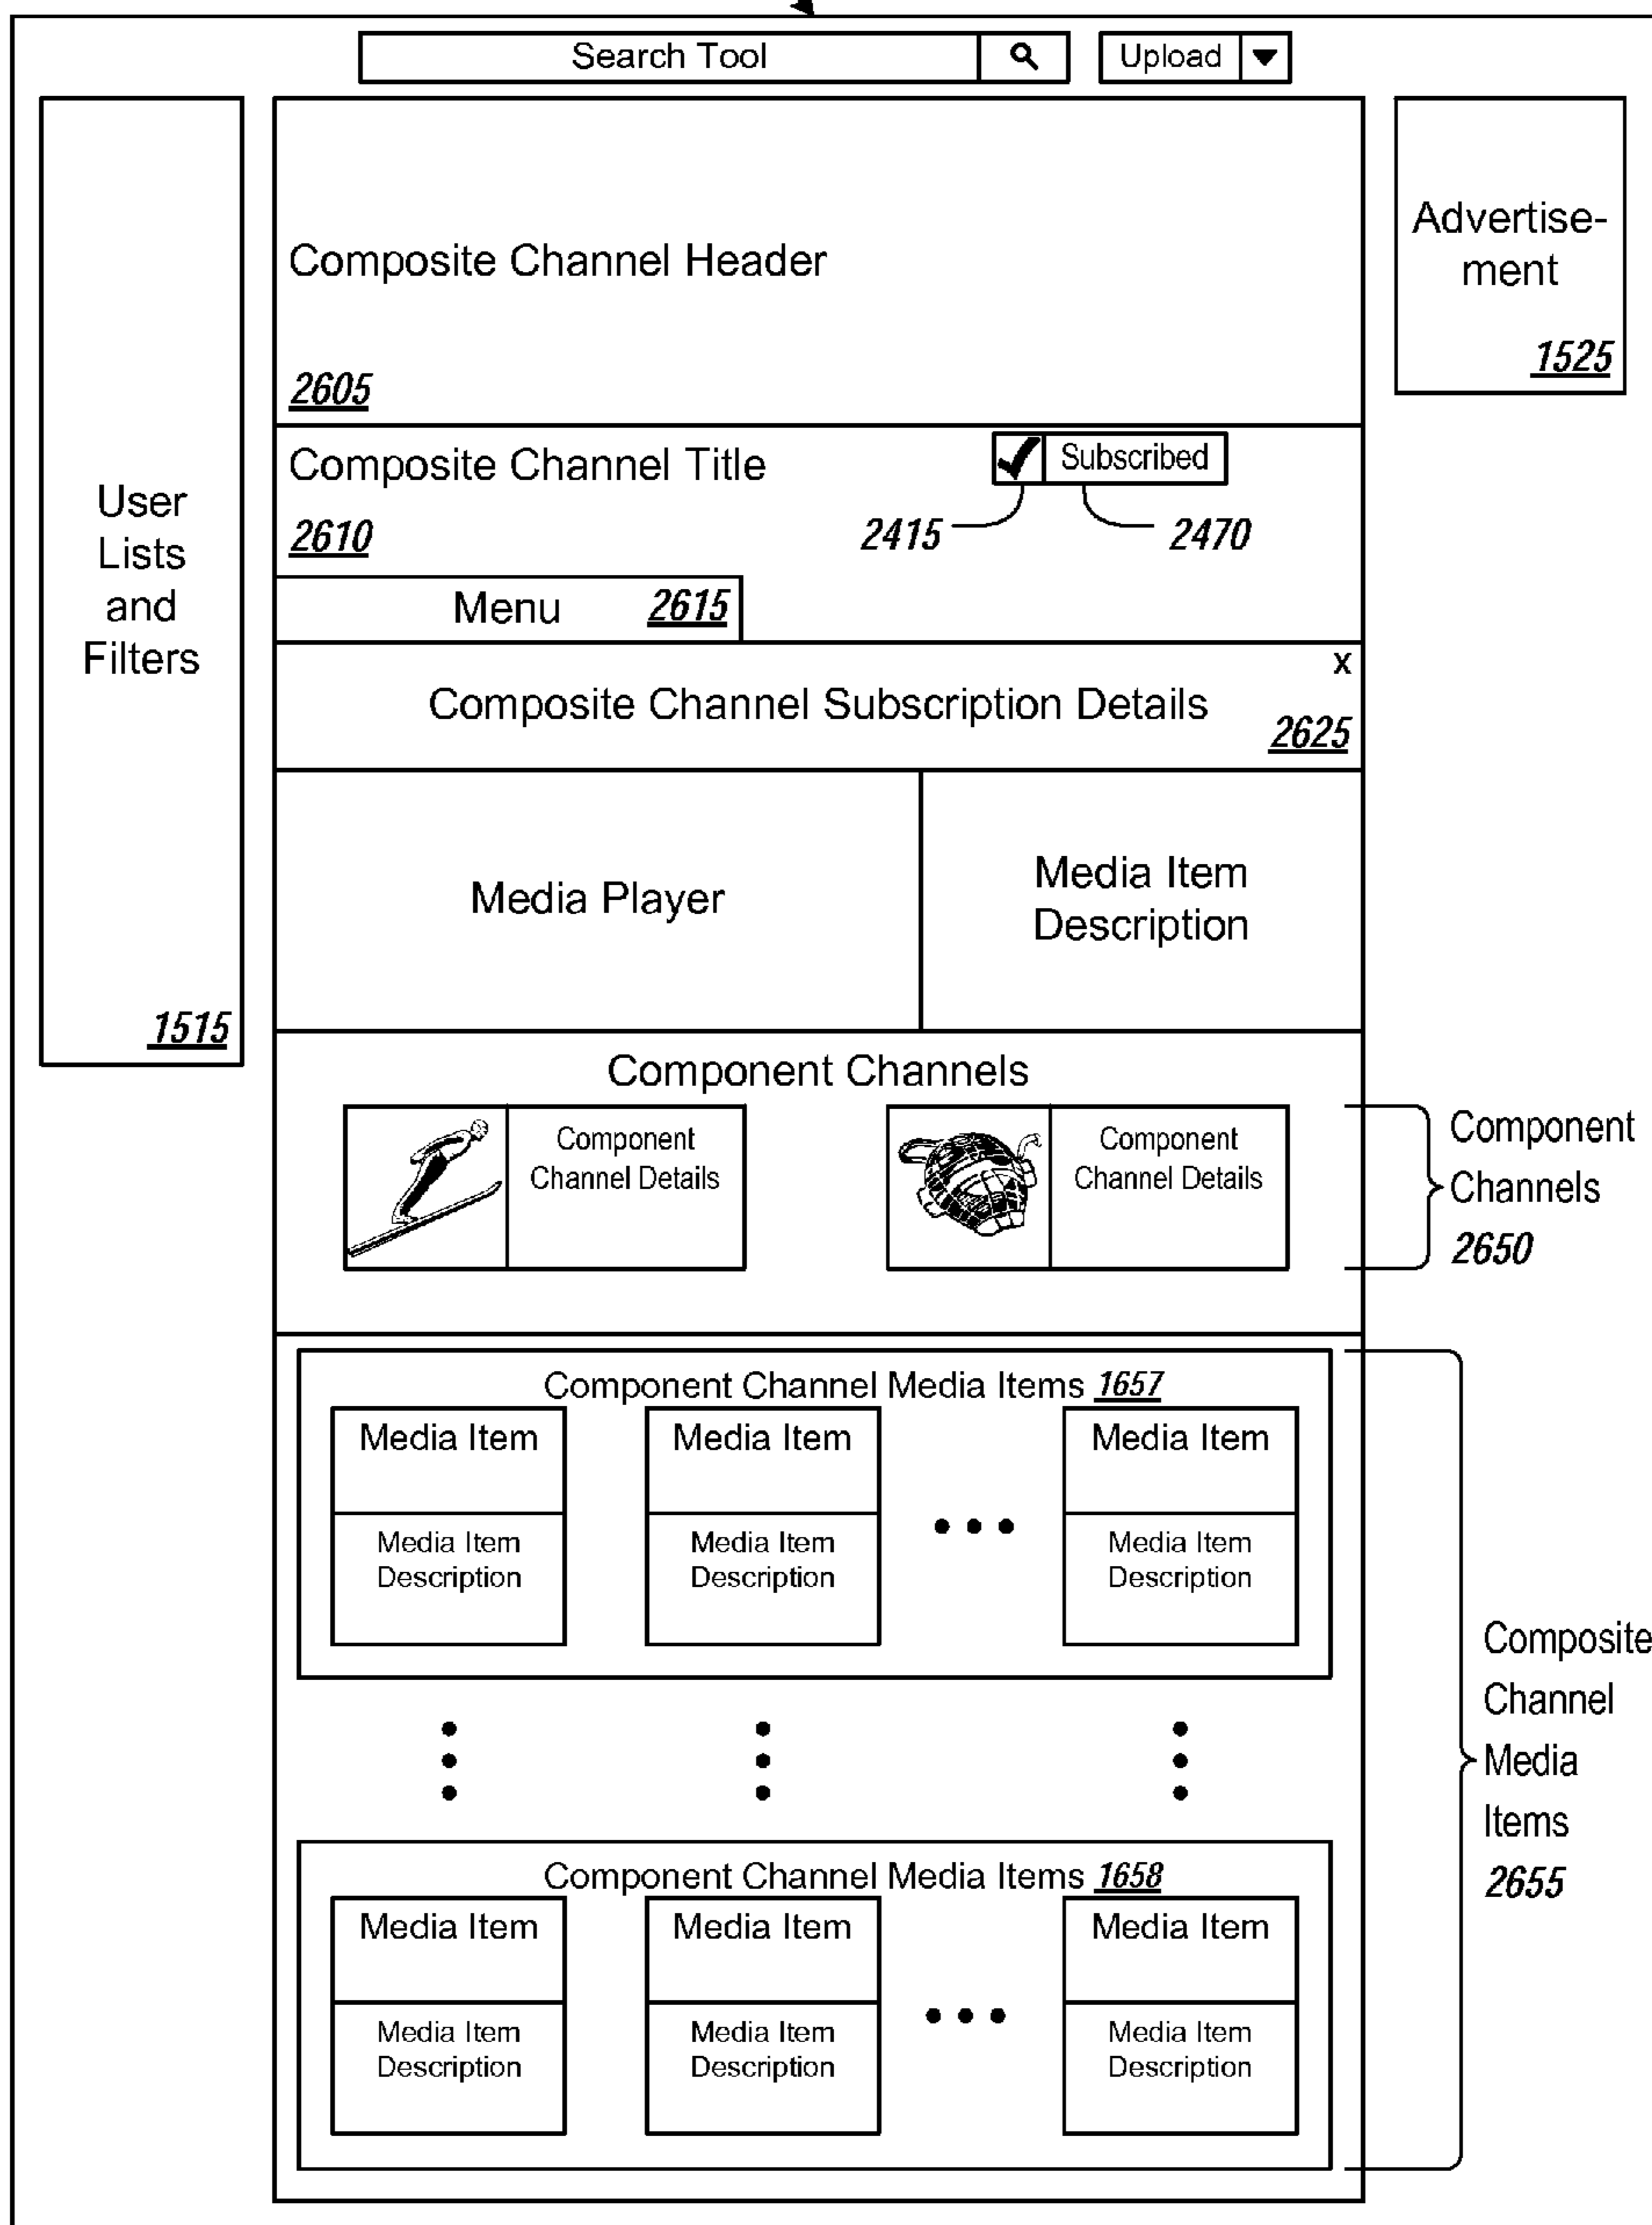 Search Tool
Upload
User
Lists
and
Filters
1515
Composite Channel Header
2605
Advertise-
ment
1525
Composite Channel Title
Subscribed
2610
2415
2470
Menu 2615
x
Composite Channel Subscription Details
2625
Media Player
Media Item
Description
Component Channels
Component
Channel Details
Component
Channel Details
Component
Channels
2650
Component Channel Media Items 1657
Media Item
Media Item
Description
Media Item
Media Item
Description
• • •
Media Item
Media Item
Description
Component Channel Media Items 1658
Media Item
Media Item
Description
Media Item
Media Item
Description
• • •
Media Item
Media Item
Description
Composite
Channel
Media
Items
2655